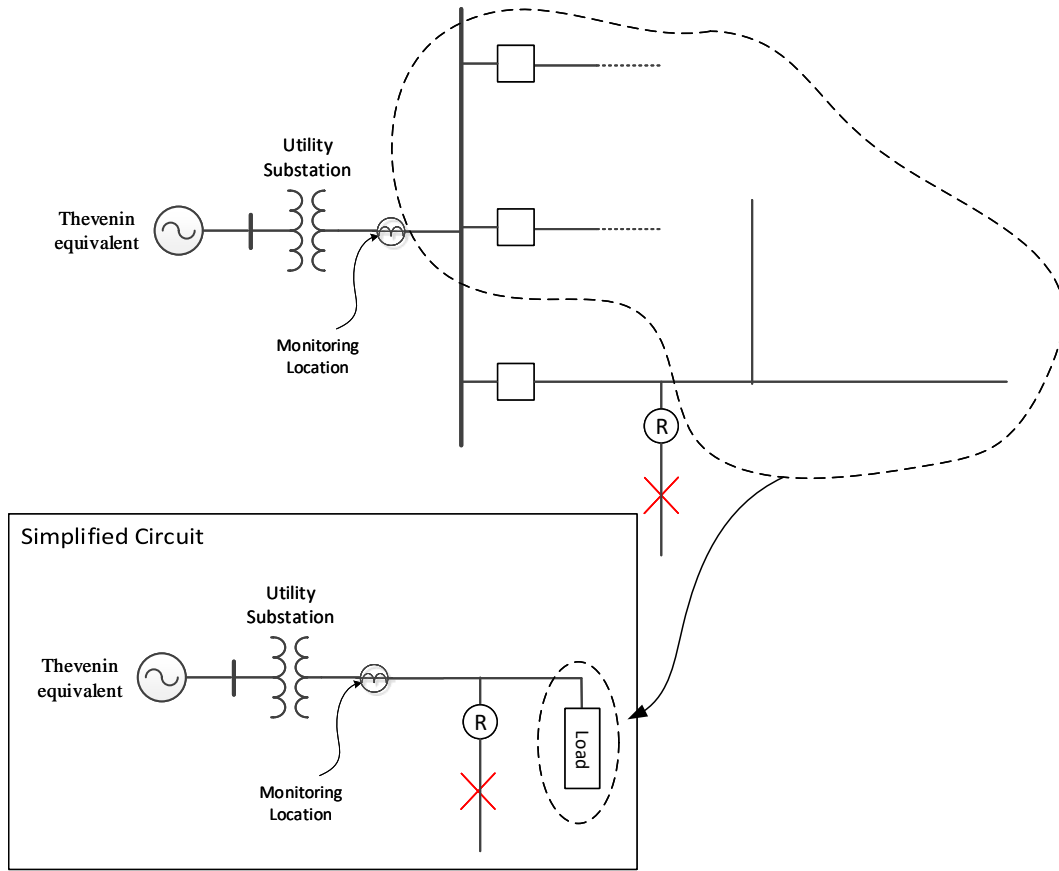 Utility
Substation
Thevenin
equivalent
Monitoring
Location
R
Simplified Circuit
Utility
Substation
Thevenin
equivalent
R
Load
Monitoring
Location